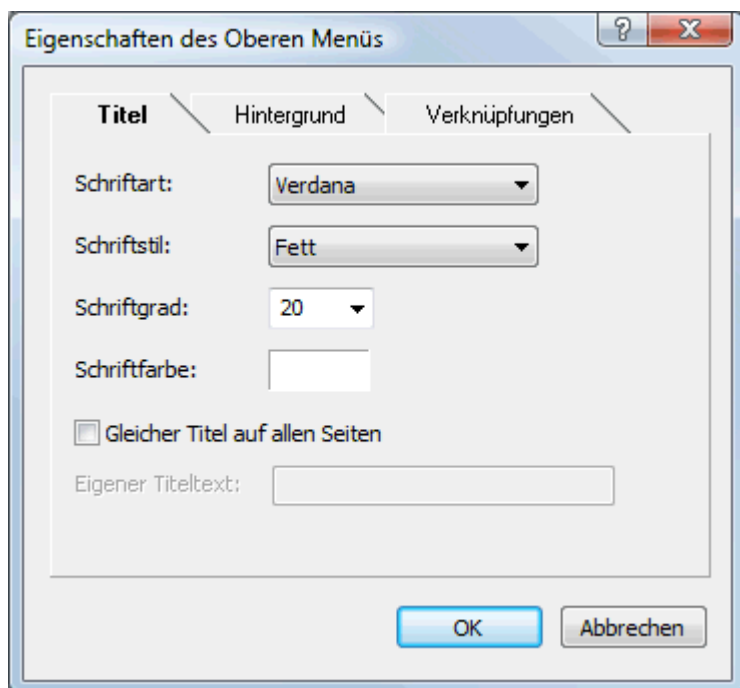 Eigenschaften des Oberen Menüs
?
Titel Hintergrund Verknüpfungen
Schriftart: Verdana
Schriftstil: Fett
Schriftgrad: 20
Schriftfarbe:
Gleicher Titel auf allen Seiten
Eigener Titeltext:
OK Abbrechen